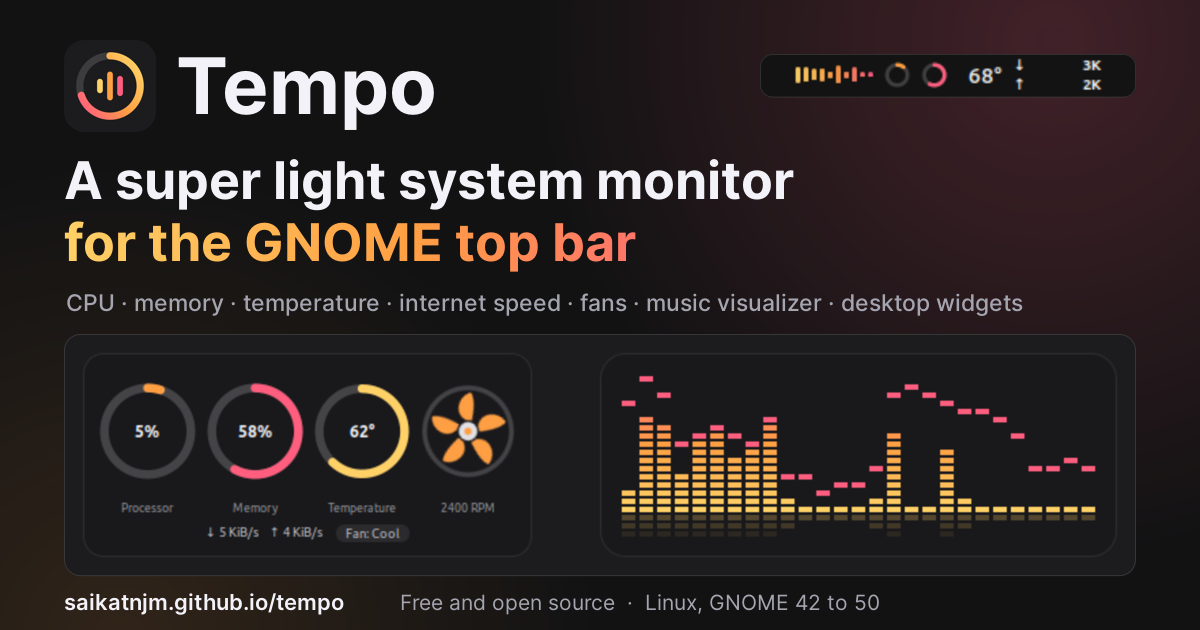 Tempo
68° ↓ 3K
↑ 2K
A super light system monitor
for the GNOME top bar
CPU · memory · temperature · internet speed · fans · music visualizer · desktop widgets
5% 58% 62°
Processor Memory Temperature 2400 RPM
↓ 5 KiB/s ↑ 4 KiB/s Fan: Cool
saikatnjm.github.io/tempo Free and open source · Linux, GNOME 42 to 50